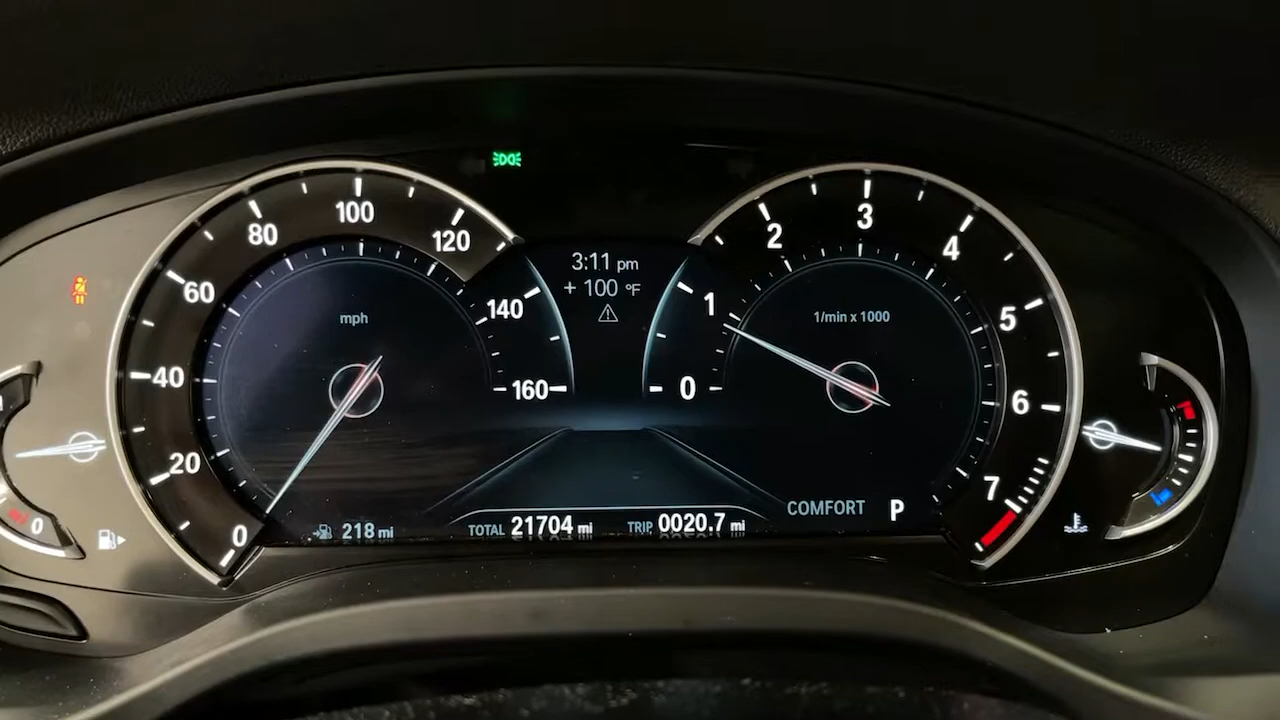 3:11 pm
+ 100 °F
mph
0
20
40
60
80
100
120
140
160
1/min x 1000
0
1
2
3
4
5
6
7
COMFORT P
218 mi
TOTAL 21704 mi TRIP 0020.7 mi
0